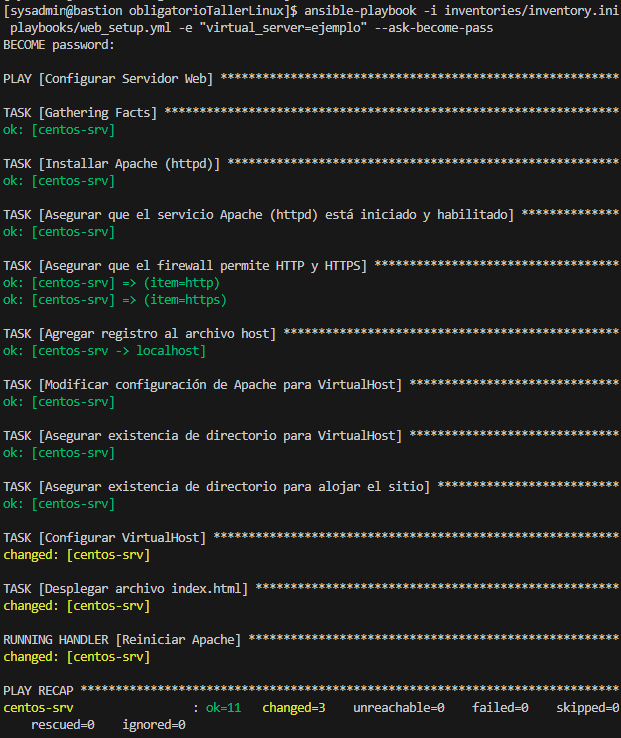 [sysadmin@bastion obligatorioTallerLinux]$ ansible-playbook -i inventories/inventory.ini
playbooks/web_setup.yml -e "virtual_server=ejemplo" --ask-become-pass
BECOME password:
PLAY [Configurar Servidor Web] *********************************************************
TASK [Gathering Facts] *****************************************************************
ok: [centos-srv]
TASK [Installar Apache (httpd)] ********************************************************
ok: [centos-srv]
TASK [Asegurar que el servicio Apache (httpd) está iniciado y habilitado] **************
ok: [centos-srv]
TASK [Asegurar que el firewall permite HTTP y HTTPS] ***********************************
ok: [centos-srv] => (item=http)
ok: [centos-srv] => (item=https)
TASK [Agregar registro al archivo host] ************************************************
ok: [centos-srv -> localhost]
TASK [Modificar configuración de Apache para VirtualHost] ******************************
ok: [centos-srv]
TASK [Asegurar existencia de directorio para VirtualHost] ******************************
ok: [centos-srv]
TASK [Asegurar existencia de directorio para alojar el sitio] **************************
ok: [centos-srv]
TASK [Configurar VirtualHost] **********************************************************
changed: [centos-srv]
TASK [Desplegar archivo index.html] ****************************************************
changed: [centos-srv]
RUNNING HANDLER [Reiniciar Apache] *****************************************************
changed: [centos-srv]
PLAY RECAP *****************************************************************************
centos-srv : ok=11 changed=3 unreachable=0 failed=0 skipped=0
rescued=0 ignored=0